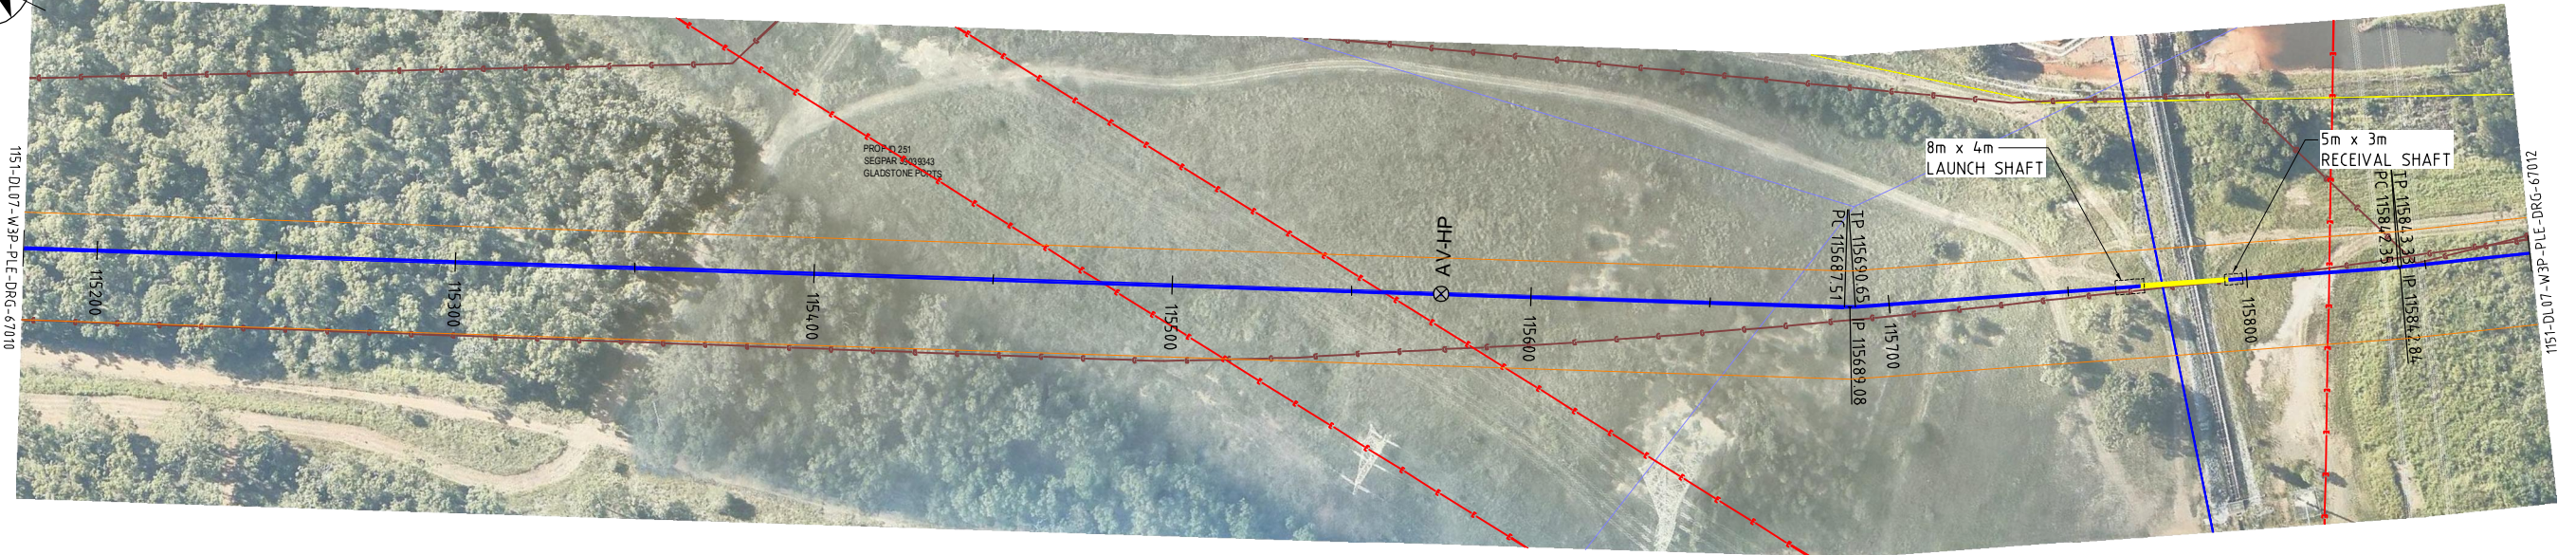 1151-DL07-W3P-PLE-DRG-67010
PROP ID 251
GLADSTONE PORTS
115200
115300
115400
115500
AV-HP
115600
TP 115690.65
PC 115687.51
IP 115689.08
115700
8m x 4m
LAUNCH SHAFT
5m x 3m
RECEIVAL SHAFT
115800
TP 115843.33
PC 115842.35
IP 115842.84
1151-DL07-W3P-PLE-DRG-67012